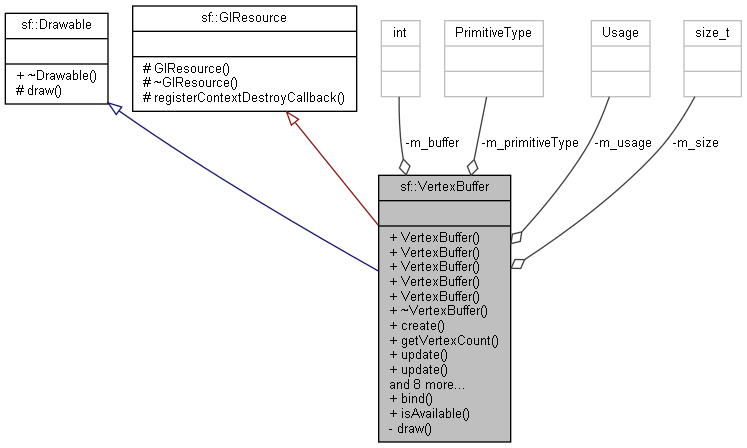 sf::Drawable
+ ~Drawable()
# draw()
sf::GlResource
# GlResource()
# ~GlResource()
# registerContextDestroyCallback()
int
PrimitiveType
Usage
size_t
-m_buffer
-m_primitiveType
-m_usage
-m_size
sf::VertexBuffer
+ VertexBuffer()
+ VertexBuffer()
+ VertexBuffer()
+ VertexBuffer()
+ VertexBuffer()
+ ~VertexBuffer()
+ create()
+ getVertexCount()
+ update()
+ update()
and 8 more...
+ bind()
+ isAvailable()
- draw()